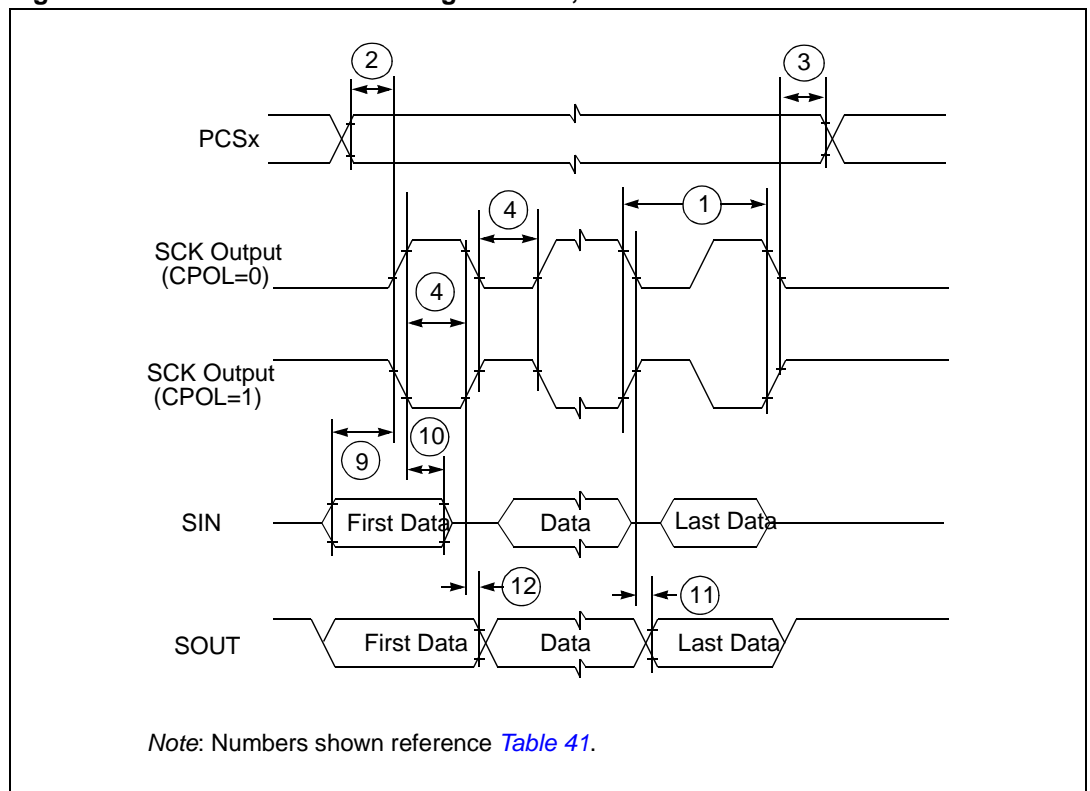 2
3
PCSx
4
1
SCK Output
(CPOL=0)
4
SCK Output
(CPOL=1)
10
9
SIN
First Data
Data
Last Data
12
11
SOUT
First Data
Data
Last Data
Note: Numbers shown reference Table 41.